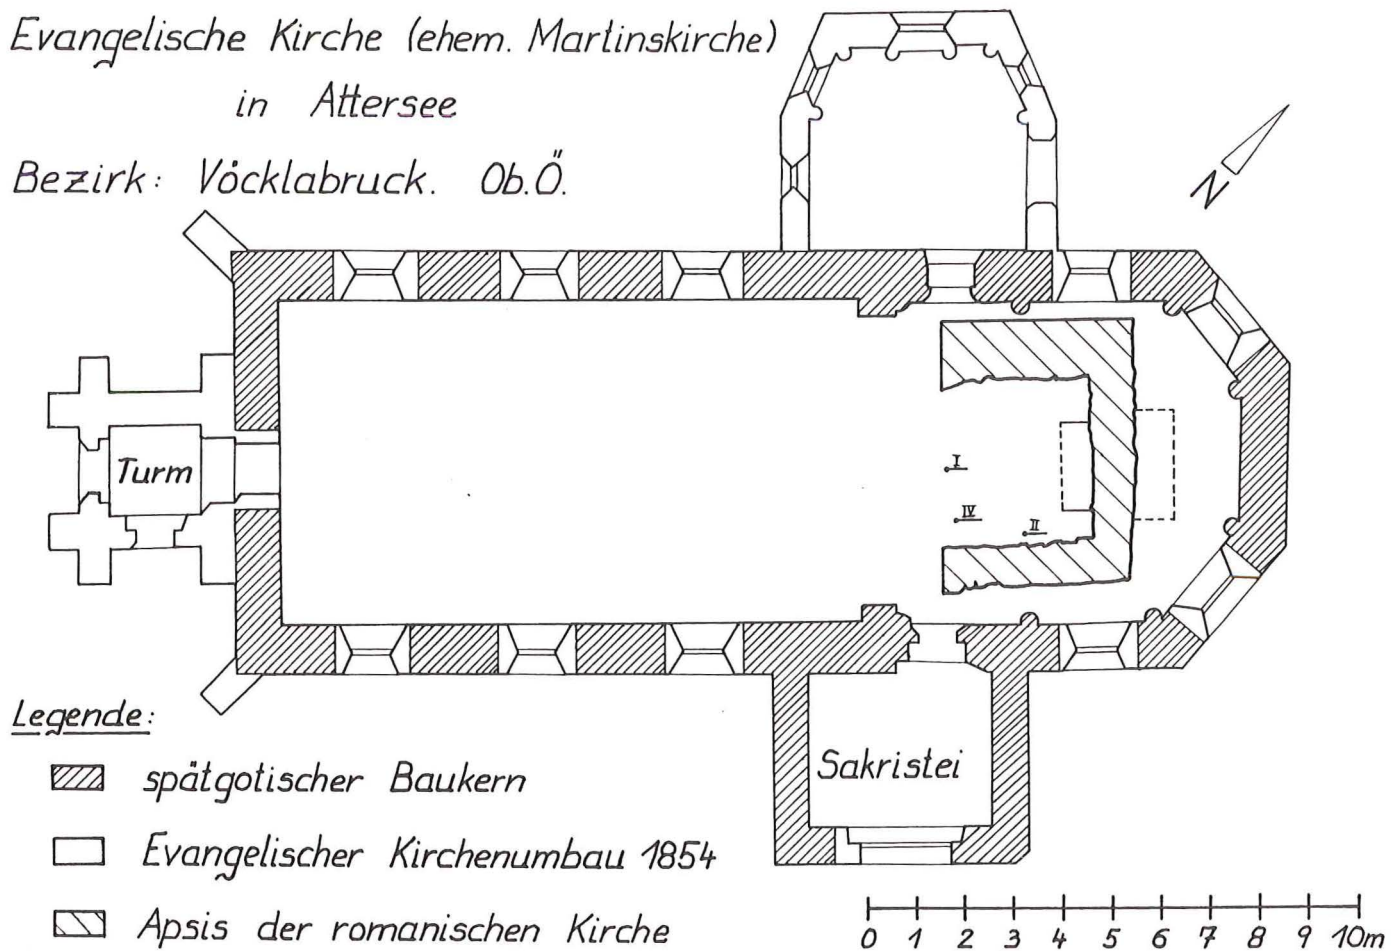 Evangelische Kirche (ehem. Martinskirche)
in Attersee
Bezirk: Vöcklabruck. Ob.Ö.
N
Turm
I
IV
II
Sakristei
Legende:
spätgotischer Baukern
Evangelischer Kirchenumbau 1854
Apsis der romanischen Kirche
0 1 2 3 4 5 6 7 8 9 10m